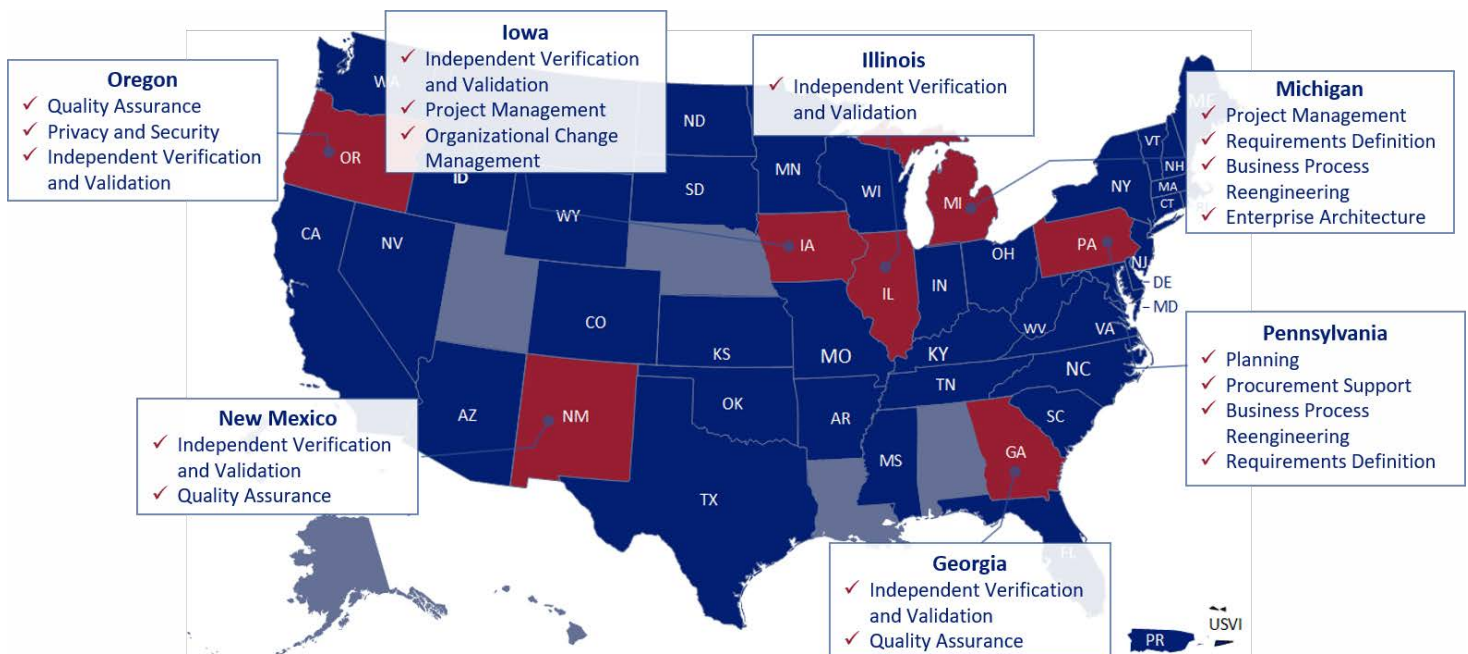 Oregon
✓ Quality Assurance
✓ Privacy and Security
✓ Independent Verification
and Validation
Iowa
✓ Independent Verification
and Validation
✓ Project Management
✓ Organizational Change
Management
Illinois
✓ Independent Verification
and Validation
Michigan
✓ Project Management
✓ Requirements Definition
✓ Business Process
Reengineering
✓ Enterprise Architecture
Pennsylvania
✓ Planning
✓ Procurement Support
✓ Business Process
Reengineering
✓ Requirements Definition
New Mexico
✓ Independent Verification
and Validation
✓ Quality Assurance
Georgia
✓ Independent Verification
and Validation
✓ Quality Assurance
WA
OR
ID
ND
MN
WI
MI
NY
VT
NH
MA
CT
ME
SD
WY
CA
NV
IA
IL
IN
OH
PA
NJ
DE
MD
CO
KS
MO
KY
WV
VA
NC
TN
SC
AZ
NM
OK
AR
MS
GA
TX
FL
PR
USVI